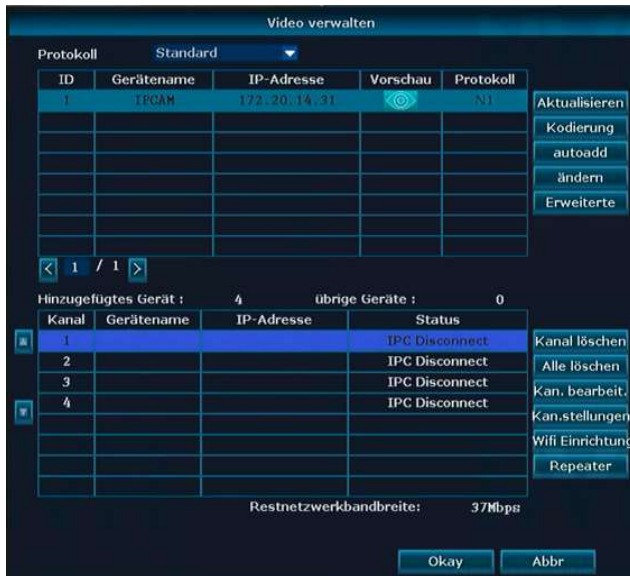 Video verwalten
Protokoll Standard
ID Gerätename IP-Adresse Vorschau Protokoll
1 IPCAM 172.20.14.31 N1
Aktualisieren
Kodierung
autoadd
ändern
Erweiterte
1 / 1
Hinzugefügtes Gerät : 4 übrige Geräte : 0
Kanal Gerätename IP-Adresse Status
1 IPC Disconnect
2 IPC Disconnect
3 IPC Disconnect
4 IPC Disconnect
Kanal löschen
Alle löschen
Kan. bearbeit.
Kan.stellungen
Wifi Einrichtung
Repeater
Restnetzwerkbandbreite: 37Mbps
Okay Abbr